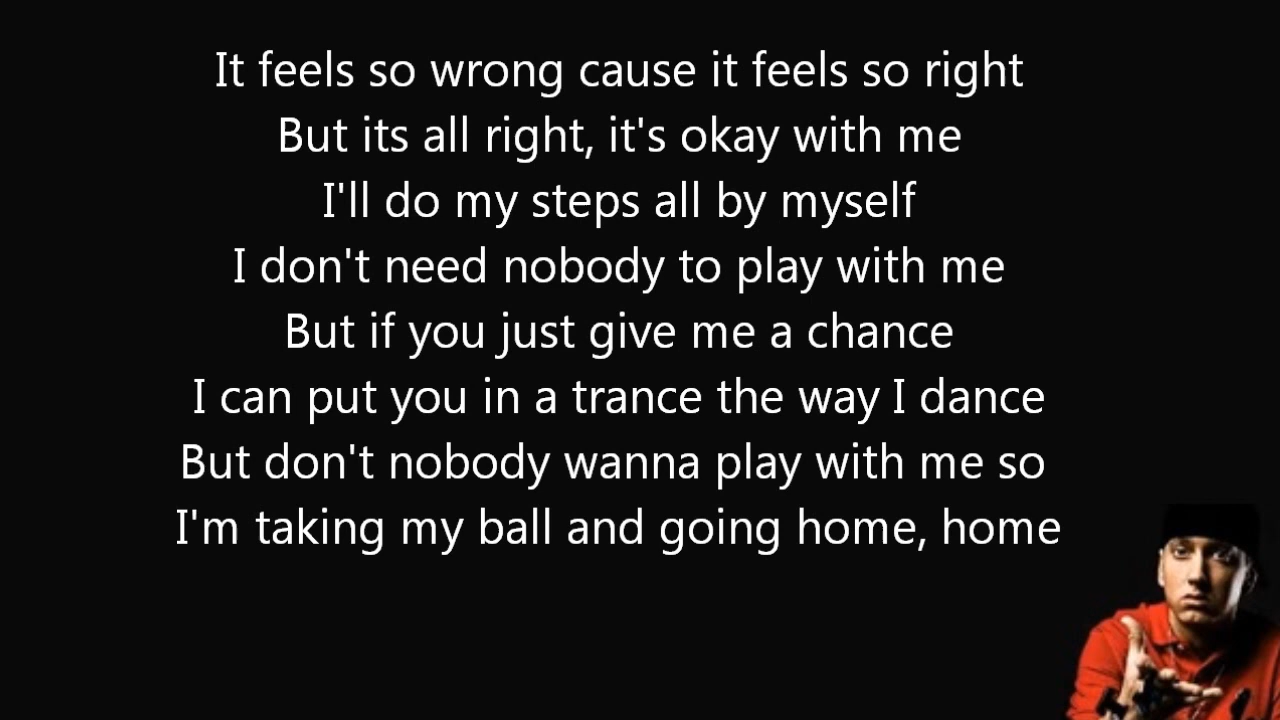 It feels so wrong cause it feels so right
But its all right, it's okay with me
I'll do my steps all by myself
I don't need nobody to play with me
But if you just give me a chance
I can put you in a trance the way I dance
But don't nobody wanna play with me so
I'm taking my ball and going home, home